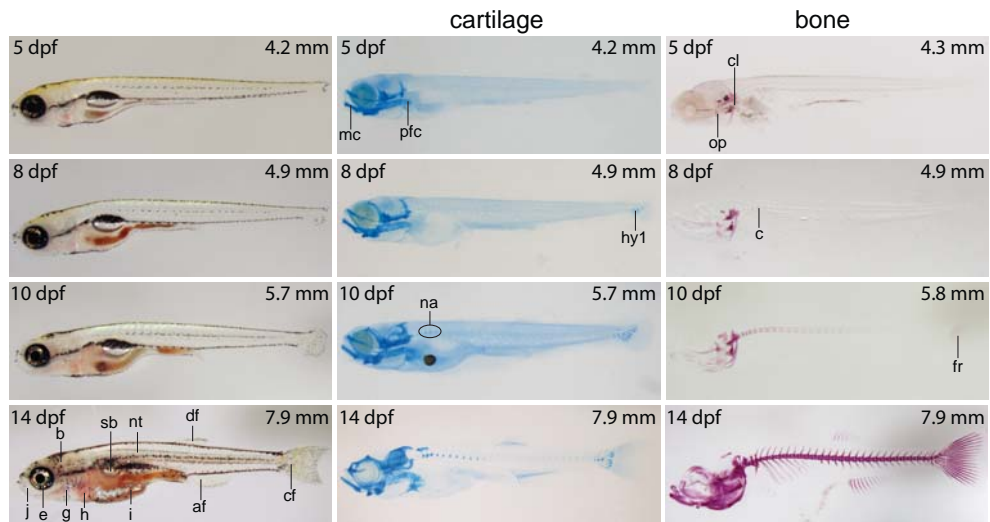 cartilage
bone
5 dpf 4.2 mm
5 dpf 4.2 mm
mc
pfc
5 dpf 4.3 mm
cl
op
8 dpf 4.9 mm
8 dpf 4.9 mm
hy1
8 dpf 4.9 mm
c
10 dpf 5.7 mm
10 dpf 5.7 mm
na
10 dpf 5.8 mm
fr
14 dpf 7.9 mm
b sb nt df
j e g h i af cf
14 dpf 7.9 mm
14 dpf 7.9 mm